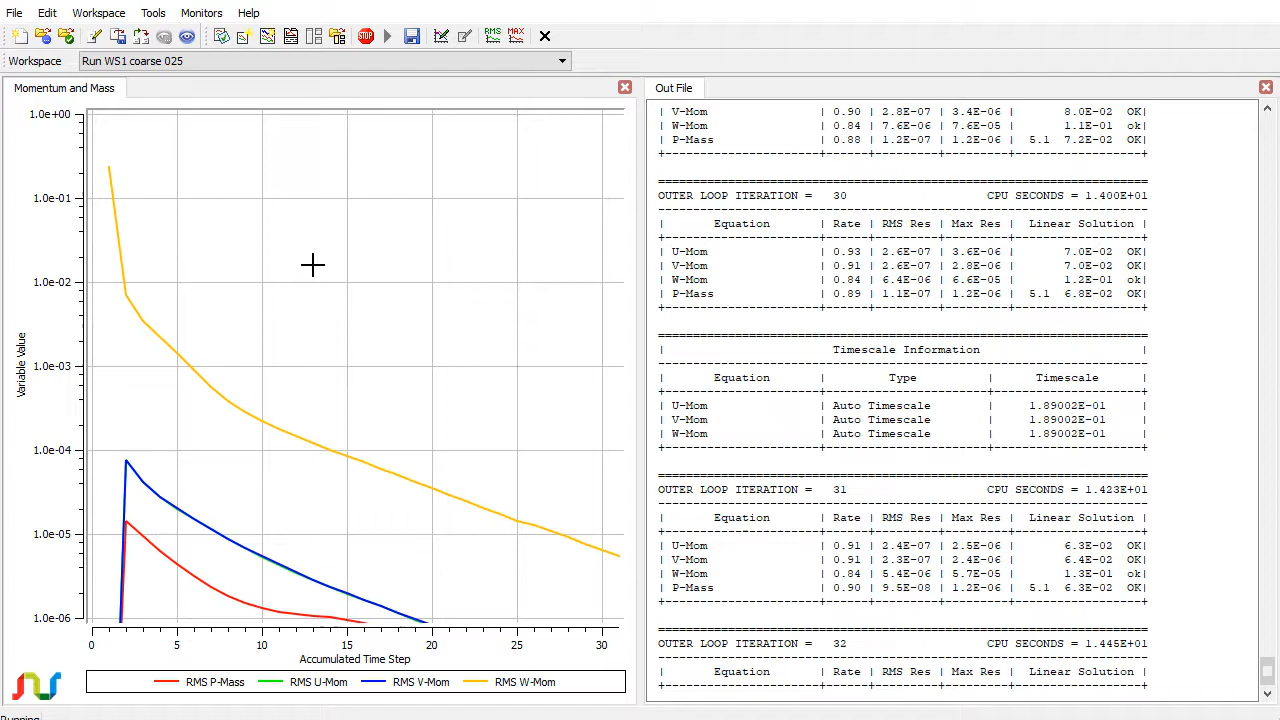 File Edit Workspace Tools Monitors Help
STOP RMS MAX
Workspace Run WS1 coarse 025
Momentum and Mass
1.0e+00
1.0e-01
1.0e-02
1.0e-03
1.0e-04
1.0e-05
1.0e-06
Variable Value
0 5 10 15 20 25 30
Accumulated Time Step
RMS P-Mass RMS U-Mom RMS V-Mom RMS W-Mom
Out File
| V-Mom | 0.90 | 2.8E-07 | 3.4E-06 | 8.0E-02 OK|
| W-Mom | 0.84 | 7.6E-06 | 7.6E-05 | 1.1E-01 ok|
| P-Mass | 0.88 | 1.2E-07 | 1.2E-06 | 5.1 7.2E-02 OK|
OUTER LOOP ITERATION = 30 CPU SECONDS = 1.400E+01
| Equation | Rate | RMS Res | Max Res | Linear Solution |
| U-Mom | 0.93 | 2.6E-07 | 3.6E-06 | 7.0E-02 OK|
| V-Mom | 0.91 | 2.6E-07 | 2.8E-06 | 7.0E-02 OK|
| W-Mom | 0.84 | 6.4E-06 | 6.6E-05 | 1.2E-01 ok|
| P-Mass | 0.89 | 1.1E-07 | 1.2E-06 | 5.1 6.8E-02 OK|
| Timescale Information |
| Equation | Type | Timescale |
| U-Mom | Auto Timescale | 1.89002E-01 |
| V-Mom | Auto Timescale | 1.89002E-01 |
| W-Mom | Auto Timescale | 1.89002E-01 |
OUTER LOOP ITERATION = 31 CPU SECONDS = 1.423E+01
| Equation | Rate | RMS Res | Max Res | Linear Solution |
| U-Mom | 0.91 | 2.4E-07 | 2.5E-06 | 6.3E-02 OK|
| V-Mom | 0.91 | 2.3E-07 | 2.4E-06 | 6.4E-02 OK|
| W-Mom | 0.84 | 5.4E-06 | 5.7E-05 | 1.3E-01 ok|
| P-Mass | 0.90 | 9.5E-08 | 1.2E-06 | 5.1 6.3E-02 OK|
OUTER LOOP ITERATION = 32 CPU SECONDS = 1.445E+01
| Equation | Rate | RMS Res | Max Res | Linear Solution |
Running